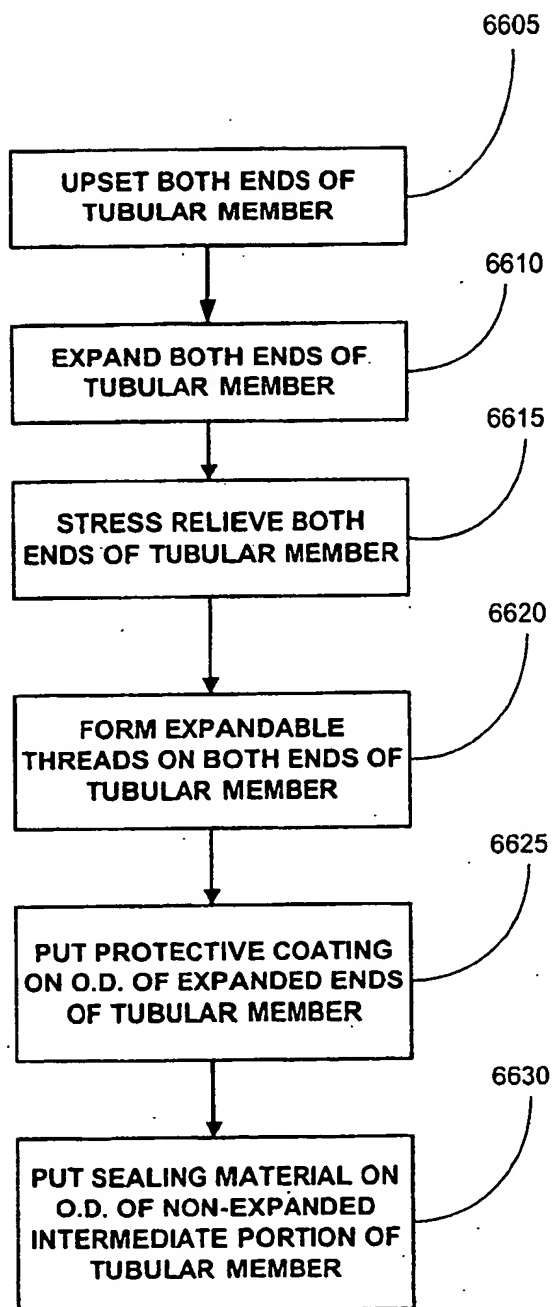 6605
UPSET BOTH ENDS OF
TUBULAR MEMBER
6610
EXPAND BOTH ENDS OF
TUBULAR MEMBER
6615
STRESS RELIEVE BOTH
ENDS OF TUBULAR MEMBER
6620
FORM EXPANDABLE
THREADS ON BOTH ENDS OF
TUBULAR MEMBER
6625
PUT PROTECTIVE COATING
ON O.D. OF EXPANDED ENDS
OF TUBULAR MEMBER
6630
PUT SEALING MATERIAL ON
O.D. OF NON-EXPANDED
INTERMEDIATE PORTION OF
TUBULAR MEMBER